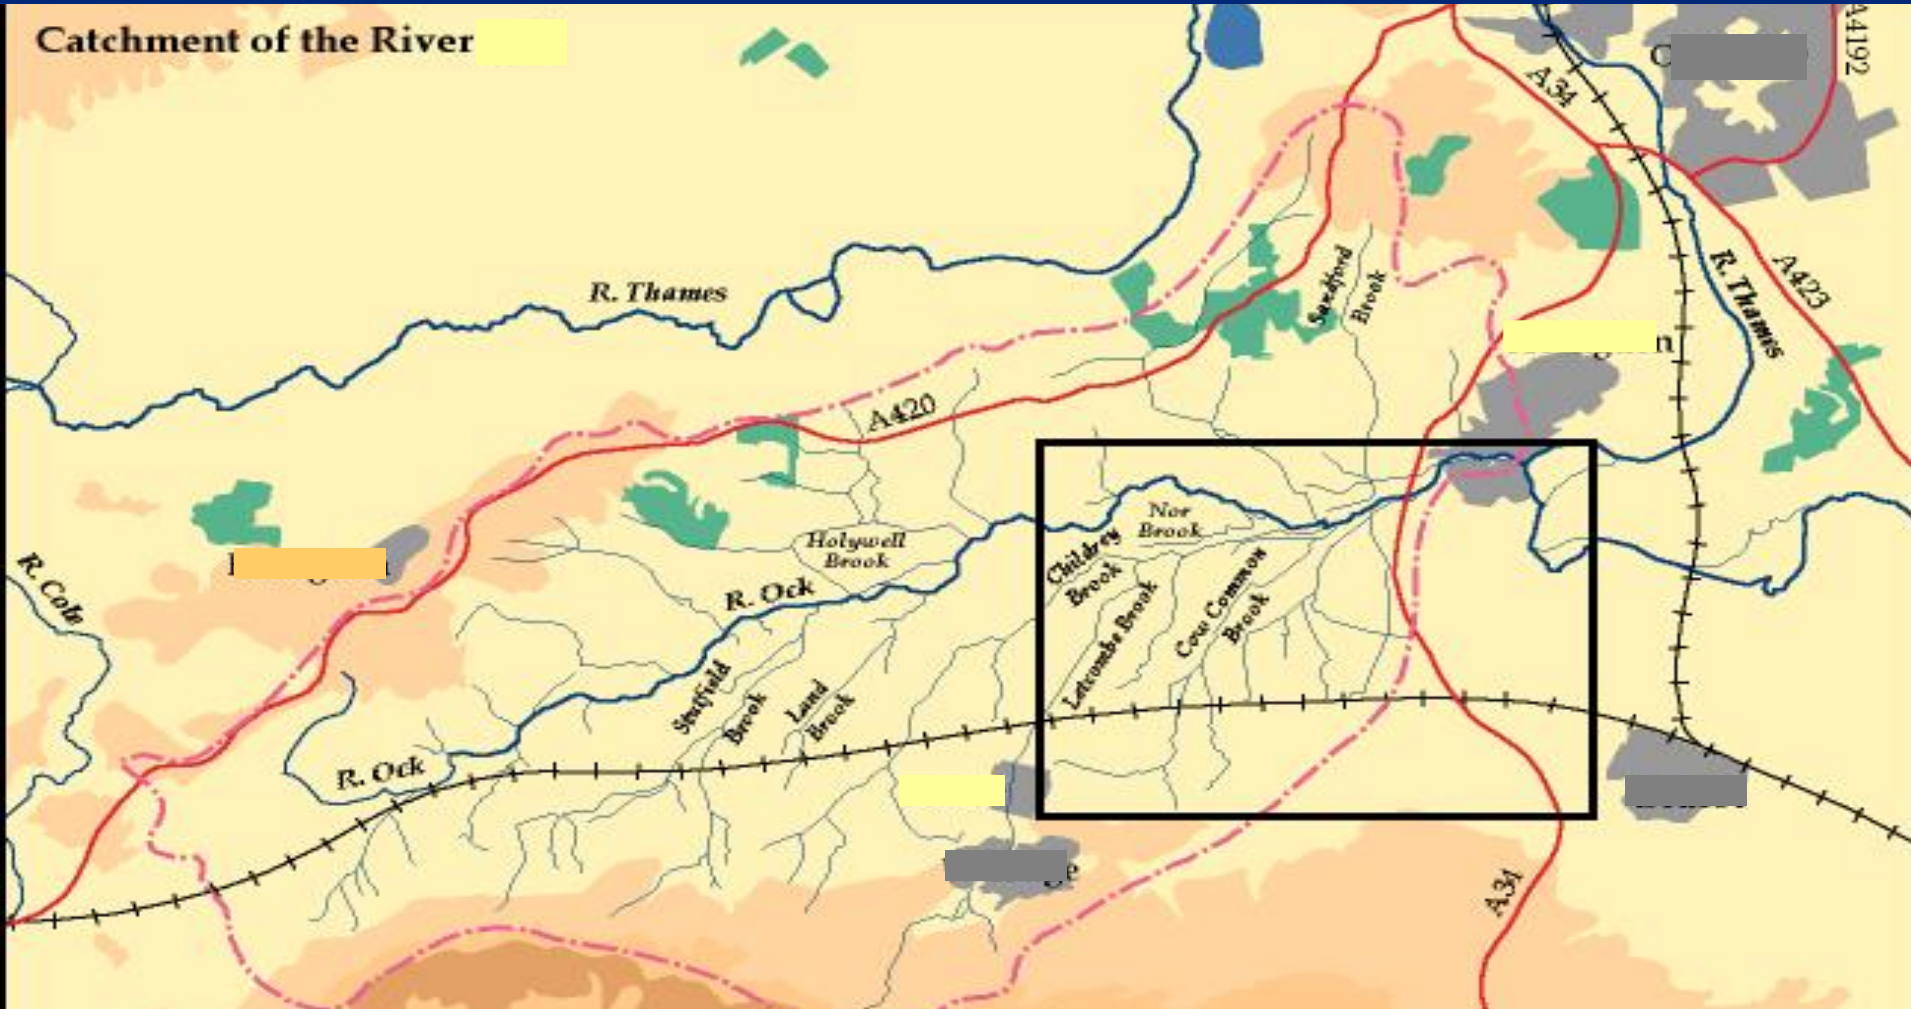 Catchment of the River
A4192
A34
R. Thames
R. Thames
A423
Sandford
Brook
A420
Nor
Brook
Holywell
Brook
Childrey
Brook
Letcombe Brook
Cow Common
Brook
R. Cole
R. Ock
Stutfield
Brook
Land
Brook
R. Ock
A34